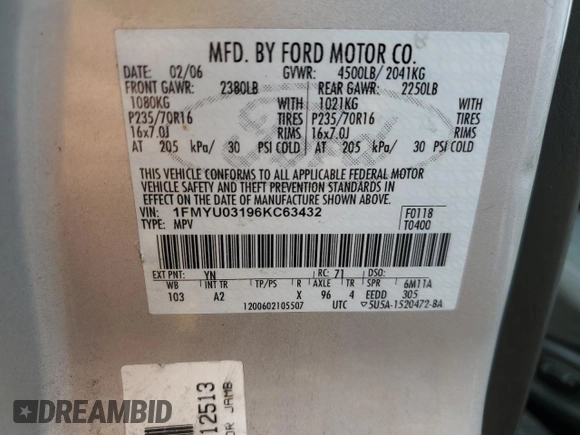 MFD. BY FORD MOTOR CO.
DATE: 02/06 GVWR: 4500LB/ 2041KG
FRONT GAWR: 2380LB REAR GAWR: 2250LB
1080KG WITH 1021KG WITH
P235/70R16 TIRES P235/70R16 TIRES
16x7.0J RIMS 16x7.0J RIMS
AT 205 kPa/ 30 PSI COLD AT 205 kPa/ 30 PSI COLD
Ford
THIS VEHICLE CONFORMS TO ALL APPLICABLE FEDERAL MOTOR
VEHICLE SAFETY AND THEFT PREVENTION STANDARDS IN
EFFECT ON THE DATE OF MANUFACTURE SHOWN ABOVE.
VIN: 1FMYU03196KC63432 F0118
TYPE: MPV T0400
EXT PNT: YN RC: 71 DSO:
WB INT TR TP/PS R AXLE TR SPR 6M11A
103 A2 X 96 4 EEDD 305
1200602105507 UTC ▽5U5A-1520472-BA
12513
OR JAMB
DREAMBID